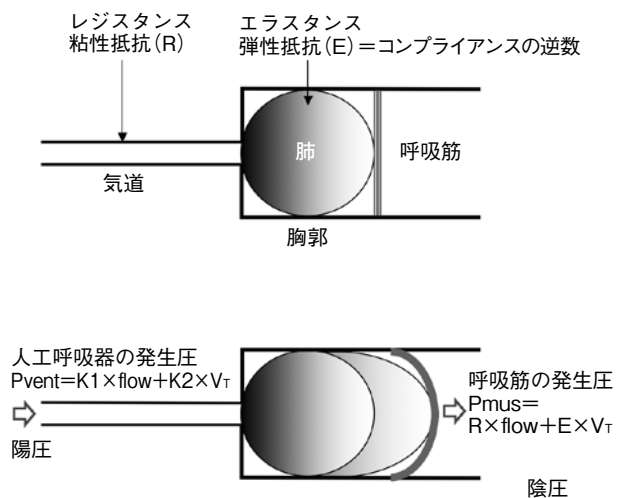 レジスタンス
粘性抵抗(R)
エラスタンス
弾性抵抗(E)=コンプライアンスの逆数
肺
呼吸筋
気道
胸郭
人工呼吸器の発生圧
Pvent=K1×flow+K2×VT
陽圧
呼吸筋の発生圧
Pmus=
R×flow+E×VT
陰圧